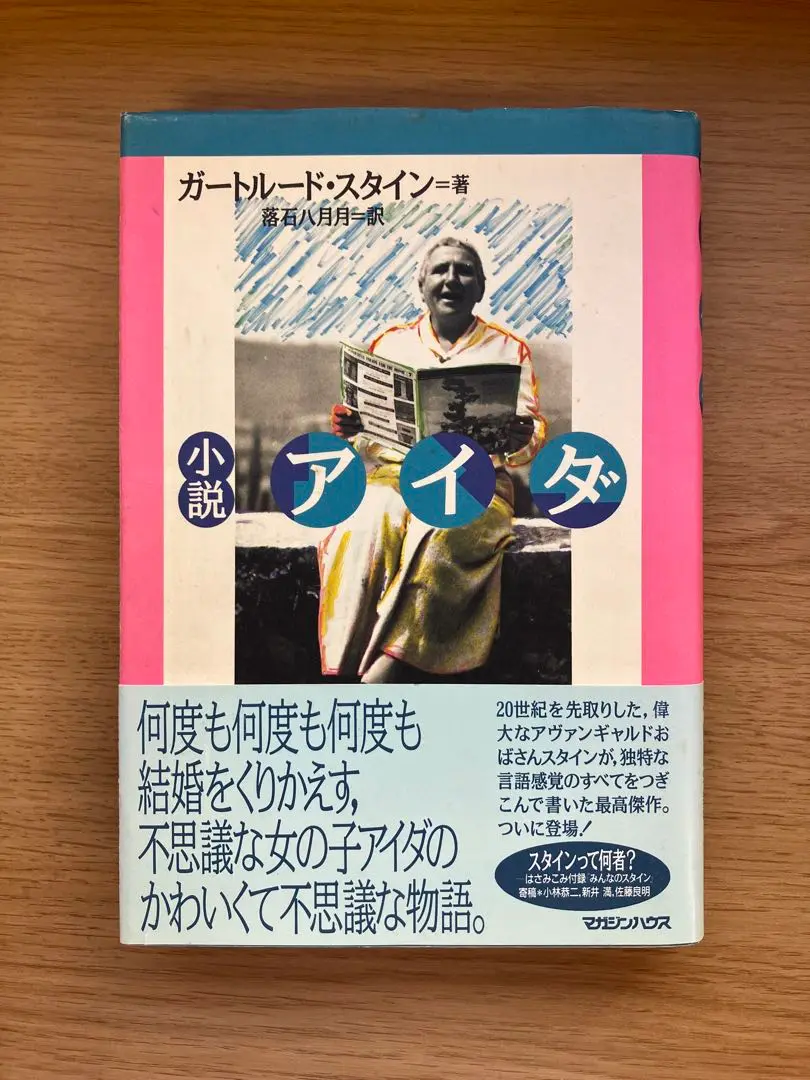 ガートルード・スタイン=著
落石八月月=訳
小説
アイダ
何度も何度も何度も
結婚をくりかえす,
不思議な女の子アイダの
かわいくて不思議な物語。
20世紀を先取りした, 偉
大なアヴァンギャルドお
ばさんスタインが, 独特な
言語感覚のすべてをつぎ
こんで書いた最高傑作。
ついに登場!
スタインって何者?
—はさみこみ付録「みんなのスタイン」
寄稿*小林恭二, 新井 満, 佐藤良明
マガジンハウス